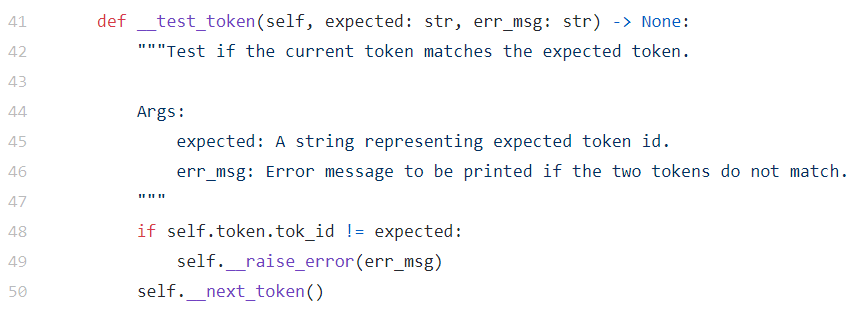 41 def __test_token(self, expected: str, err_msg: str) -> None:
42 """Test if the current token matches the expected token.
43
44 Args:
45 expected: A string representing expected token id.
46 err_msg: Error message to be printed if the two tokens do not match.
47 """
48 if self.token.tok_id != expected:
49 self.__raise_error(err_msg)
50 self.__next_token()